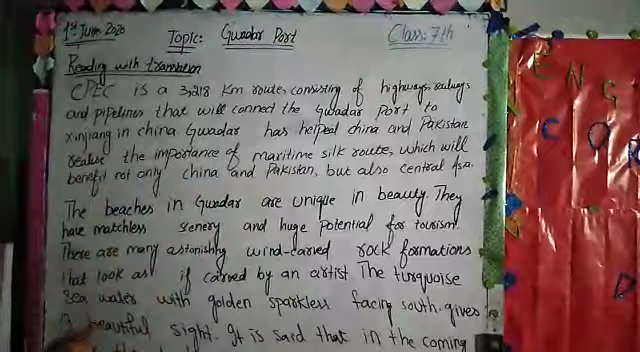 1st June 2020
Topic: Gwadar Port
Class: 7th
Reading with translation
CPEC is a 3,218 Km route, consisting of highways, railways
and pipelines that will connect the Gwadar Port to
xinjiang in china Gwadar has helped china and Pakistan
realise the importance of maritime silk route, which will
benefit not only china and Pakistan, but also central Asia.
The beaches in Gwadar are unique in beauty. They
have matchless scenery and huge potential for tourism.
There are many astonishing wind-carved rock formations
that look as if carved by an artist The turquoise
sea water with golden sparkless facing south. gives
beautiful sight. It is said that in the coming
ENG
CO
D